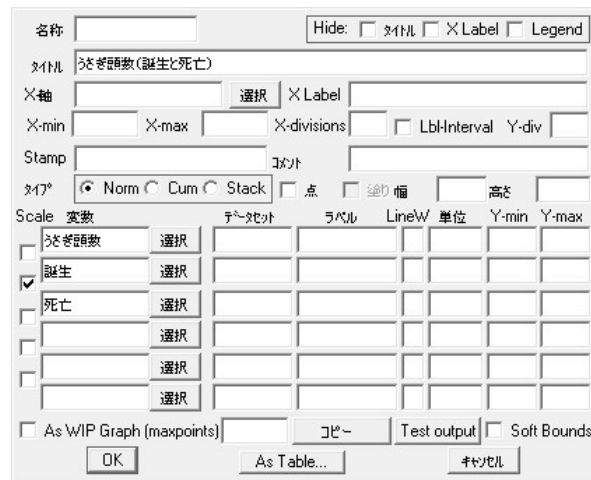 名称 Hide: タイトル X Label Legend
タイトル うさぎ頭数(誕生と死亡)
X-軸 選択 X Label
X-min X-max X-divisions Lbl-Interval Y-div
Stamp コメント
タイプ Norm Cum Stack 点 塗り 幅 高さ
Scale 変数 データセット ラベル LineW 単位 Y-min Y-max
うさぎ頭数 選択
誕生 選択
死亡 選択
選択
選択
選択
As WIP Graph (maxpoints) コピー Test output Soft Bounds
OK As Table... キャンセル